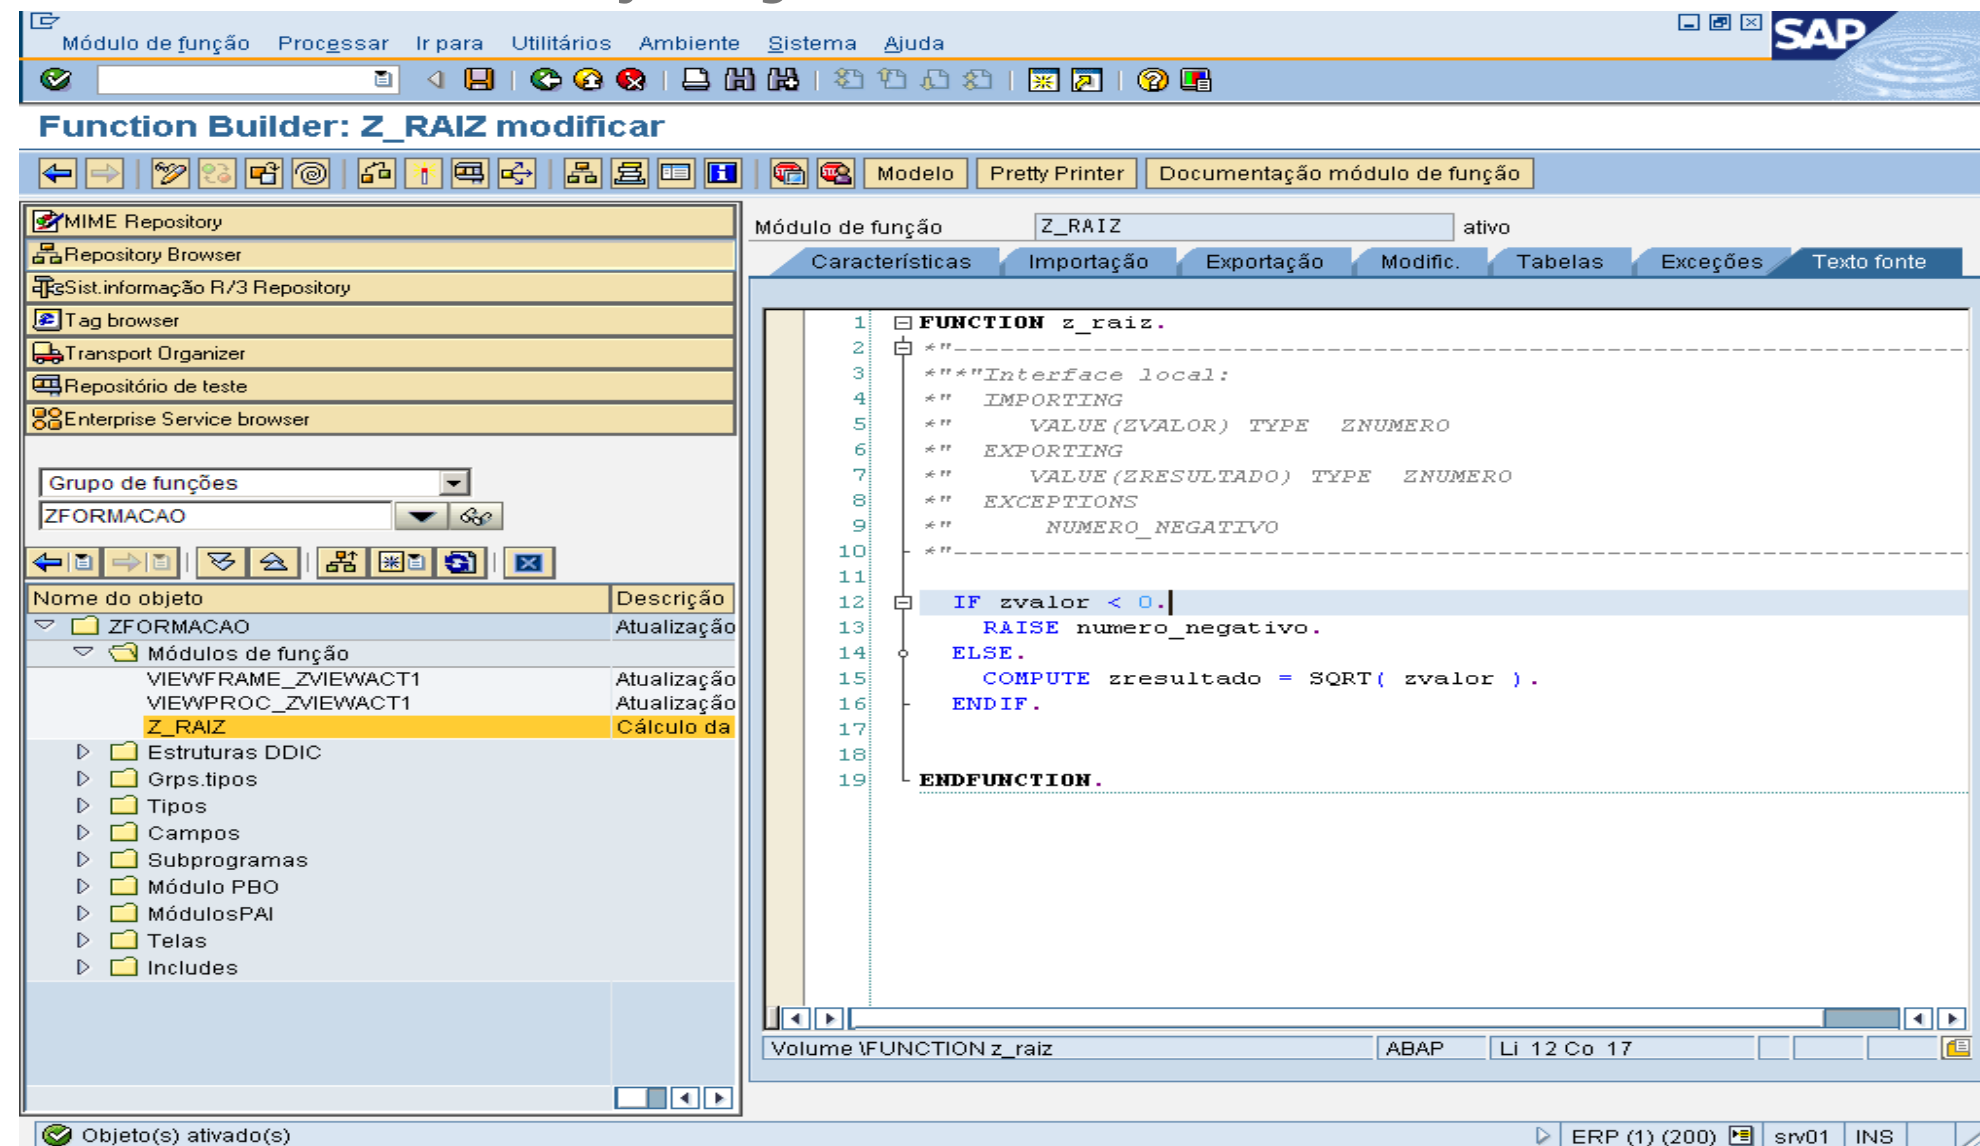 Módulo de função Processar Ir para Utilitários Ambiente Sistema Ajuda
SAP
Function Builder: Z_RAIZ modificar
Modelo Pretty Printer Documentação módulo de função
MIME Repository
Repository Browser
Sist.informação R/3 Repository
Tag browser
Transport Organizer
Repositório de teste
Enterprise Service browser
Grupo de funções
ZFORMACAO
Nome do objeto Descrição
ZFORMACAO Atualização
Módulos de função
VIEWFRAME_ZVIEWACT1 Atualização
VIEWPROC_ZVIEWACT1 Atualização
Z_RAIZ Cálculo da
Estruturas DDIC
Grps.tipos
Tipos
Campos
Subprogramas
Módulo PBO
MódulosPAI
Telas
Includes
Módulo de função Z_RAIZ ativo
Características Importação Exportação Modific. Tabelas Exceções Texto fonte
1 FUNCTION z_raiz.
2 *"----------------------------------------------------------------------
3 *"*"Interface local:
4 *" IMPORTING
5 *" VALUE(ZVALOR) TYPE ZNUMERO
6 *" EXPORTING
7 *" VALUE(ZRESULTADO) TYPE ZNUMERO
8 *" EXCEPTIONS
9 *" NUMERO_NEGATIVO
10 *"----------------------------------------------------------------------
11
12 IF zvalor < 0.
13 RAISE numero_negativo.
14 ELSE.
15 COMPUTE zresultado = SQRT( zvalor ).
16 ENDIF.
17
18
19 ENDFUNCTION.
Volume \FUNCTION z_raiz ABAP Li 12 Co 17
Objeto(s) ativado(s) ERP (1) (200) srv01 INS